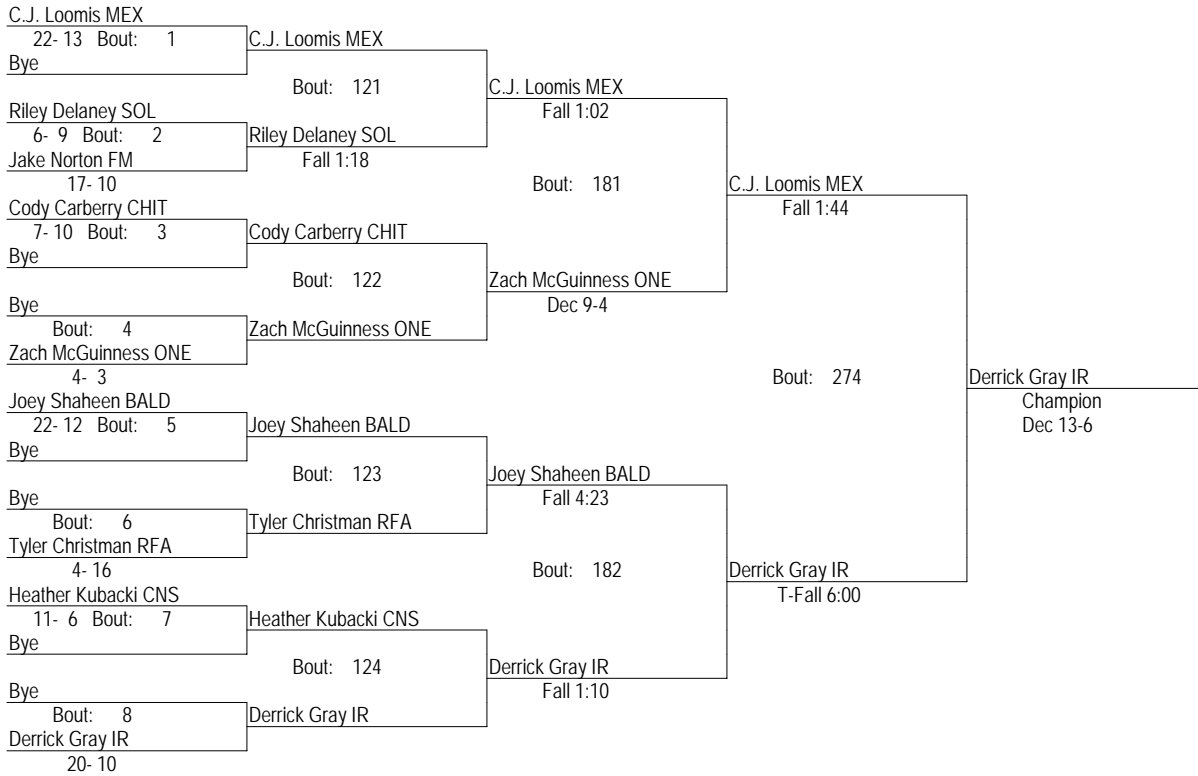 C.J. Loomis MEX
22- 13 Bout: 1
Bye
C.J. Loomis MEX
Bout: 121
Riley Delaney SOL
6- 9 Bout: 2
Jake Norton FM
17- 10
Riley Delaney SOL
Fall 1:18
C.J. Loomis MEX
Fall 1:02
Bout: 181
Cody Carberry CHIT
7- 10 Bout: 3
Bye
Cody Carberry CHIT
Bout: 122
Bye
Bout: 4
Zach McGuinness ONE
4- 3
Zach McGuinness ONE
Zach McGuinness ONE
Dec 9-4
C.J. Loomis MEX
Fall 1:44
Bout: 274
Joey Shaheen BALD
22- 12 Bout: 5
Bye
Joey Shaheen BALD
Bout: 123
Bye
Bout: 6
Tyler Christman RFA
4- 16
Tyler Christman RFA
Joey Shaheen BALD
Fall 4:23
Bout: 182
Heather Kubacki CNS
11- 6 Bout: 7
Bye
Heather Kubacki CNS
Bout: 124
Bye
Bout: 8
Derrick Gray IR
20- 10
Derrick Gray IR
Derrick Gray IR
Fall 1:10
Derrick Gray IR
T-Fall 6:00
Derrick Gray IR
Champion
Dec 13-6